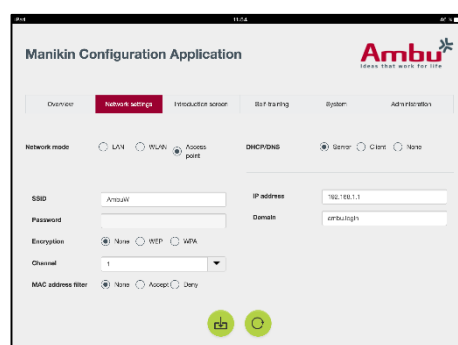 iPad 11:54
Manikin Configuration Application
Ambu
Ideas that work for life
Overview Network settings Introduction screen Self-training System Administration
Network mode LAN WLAN Access point DHCP/DNS Server Client None
SSID AmbuW IP address 192.168.1.1
Password Domain ambulogin
Encryption None WEP WPA
Channel 1
MAC address filter None Accept Deny